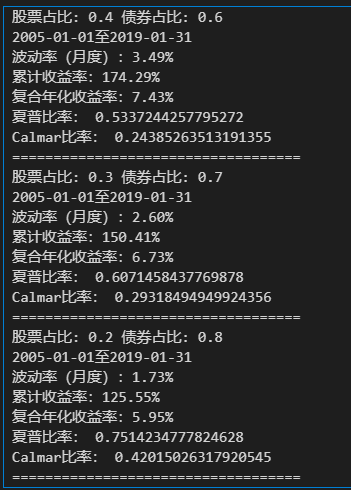 股票占比: 0.4 债券占比: 0.6
2005-01-01至2019-01-31
波动率（月度）: 3.49%
累计收益率: 174.29%
复合年化收益率: 7.43%
夏普比率:  0.5337244257795272
Calmar比率:  0.24385263513191355
==================================
股票占比: 0.3 债券占比: 0.7
2005-01-01至2019-01-31
波动率（月度）: 2.60%
累计收益率: 150.41%
复合年化收益率: 6.73%
夏普比率:  0.6071458437769878
Calmar比率:  0.29318494949924356
==================================
股票占比: 0.2 债券占比: 0.8
2005-01-01至2019-01-31
波动率（月度）: 1.73%
累计收益率: 125.55%
复合年化收益率: 5.95%
夏普比率:  0.7514234777824628
Calmar比率:  0.42015026317920545
==================================